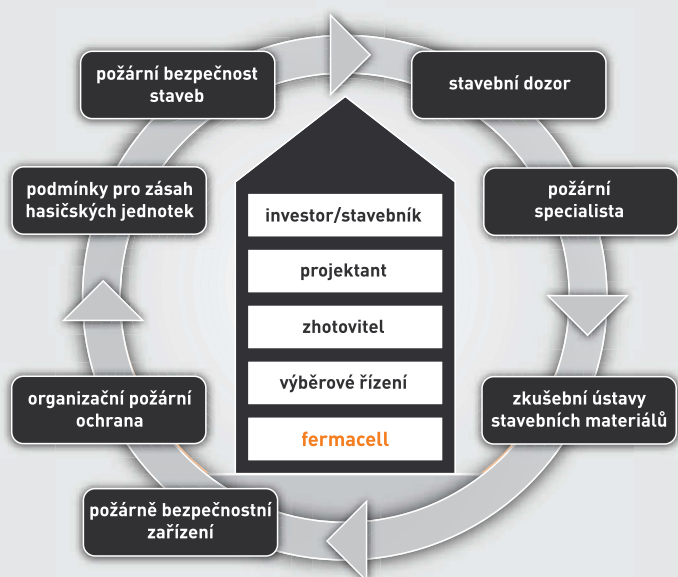 požární bezpečnost
staveb
stavební dozor
podmínky pro zásah
hasičských jednotek
požární
specialista
investor/stavebník
projektant
zhotovitel
výběrové řízení
fermacell
organizační požární
ochrana
zkušební ústavy
stavebních materiálů
požárně bezpečnostní
zařízení